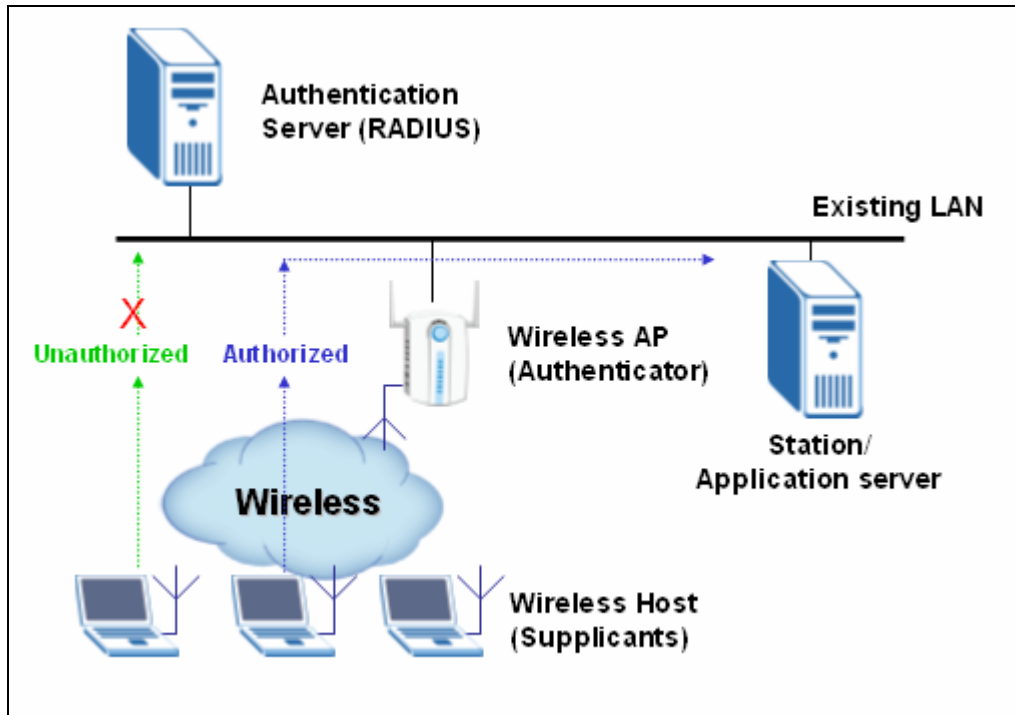 Authentication
Server (RADIUS)
Existing LAN
X
Unauthorized
Authorized
Wireless AP
(Authenticator)
Station/
Application server
Wireless
Wireless Host
(Supplicants)